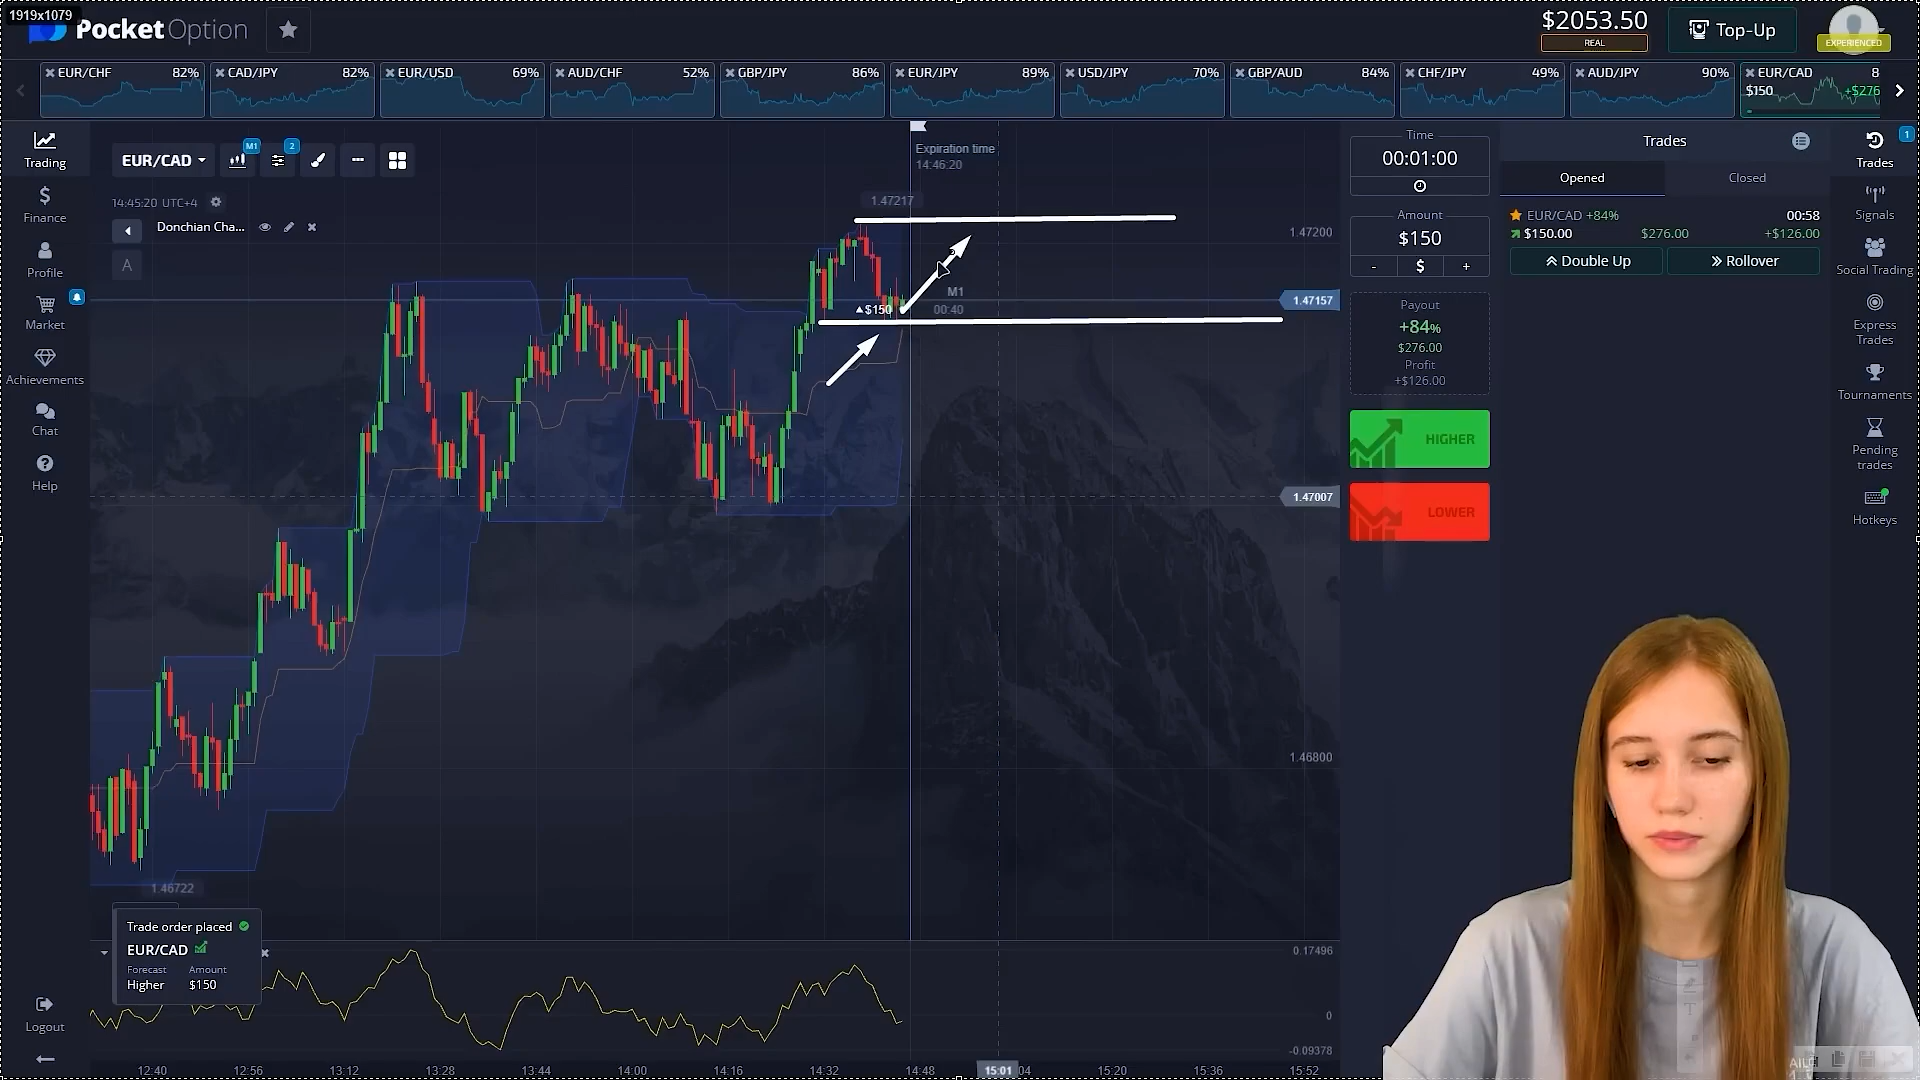 1919x1079
PocketOption
$2053.50
REAL
Top-Up
EXPERIENCED
EUR/CHF 82%
CAD/JPY 82%
EUR/USD 69%
AUD/CHF 52%
GBP/JPY 86%
EUR/JPY 89%
USD/JPY 70%
GBP/AUD 84%
CHF/JPY 49%
AUD/JPY 90%
EUR/CAD 8
$150 +$276
Trading
Finance
Profile
Market
Achievements
Chat
Help
Logout
EUR/CAD
M1
2
14:45:20 UTC+4
Donchian Cha...
A
Expiration time
14:46:20
1.47217
1.47200
M1
$150 00:40
1.47157
1.47007
1.46800
1.46722
Trade order placed
EUR/CAD
Forecast Amount
Higher $150
0.17496
0
-0.09378
12:40 12:56 13:12 13:28 13:44 14:00 14:16 14:32 14:48 15:01 04 15:20 15:36 15:52
Time
00:01:00
Amount
$150
- $ +
Payout
+84%
$276.00
Profit
+$126.00
HIGHER
LOWER
Trades
Opened Closed
EUR/CAD +84% 00:58
$150.00 $276.00 +$126.00
Double Up Rollover
1
Trades
Signals
Social Trading
Express
Trades
Tournaments
Pending
trades
Hotkeys